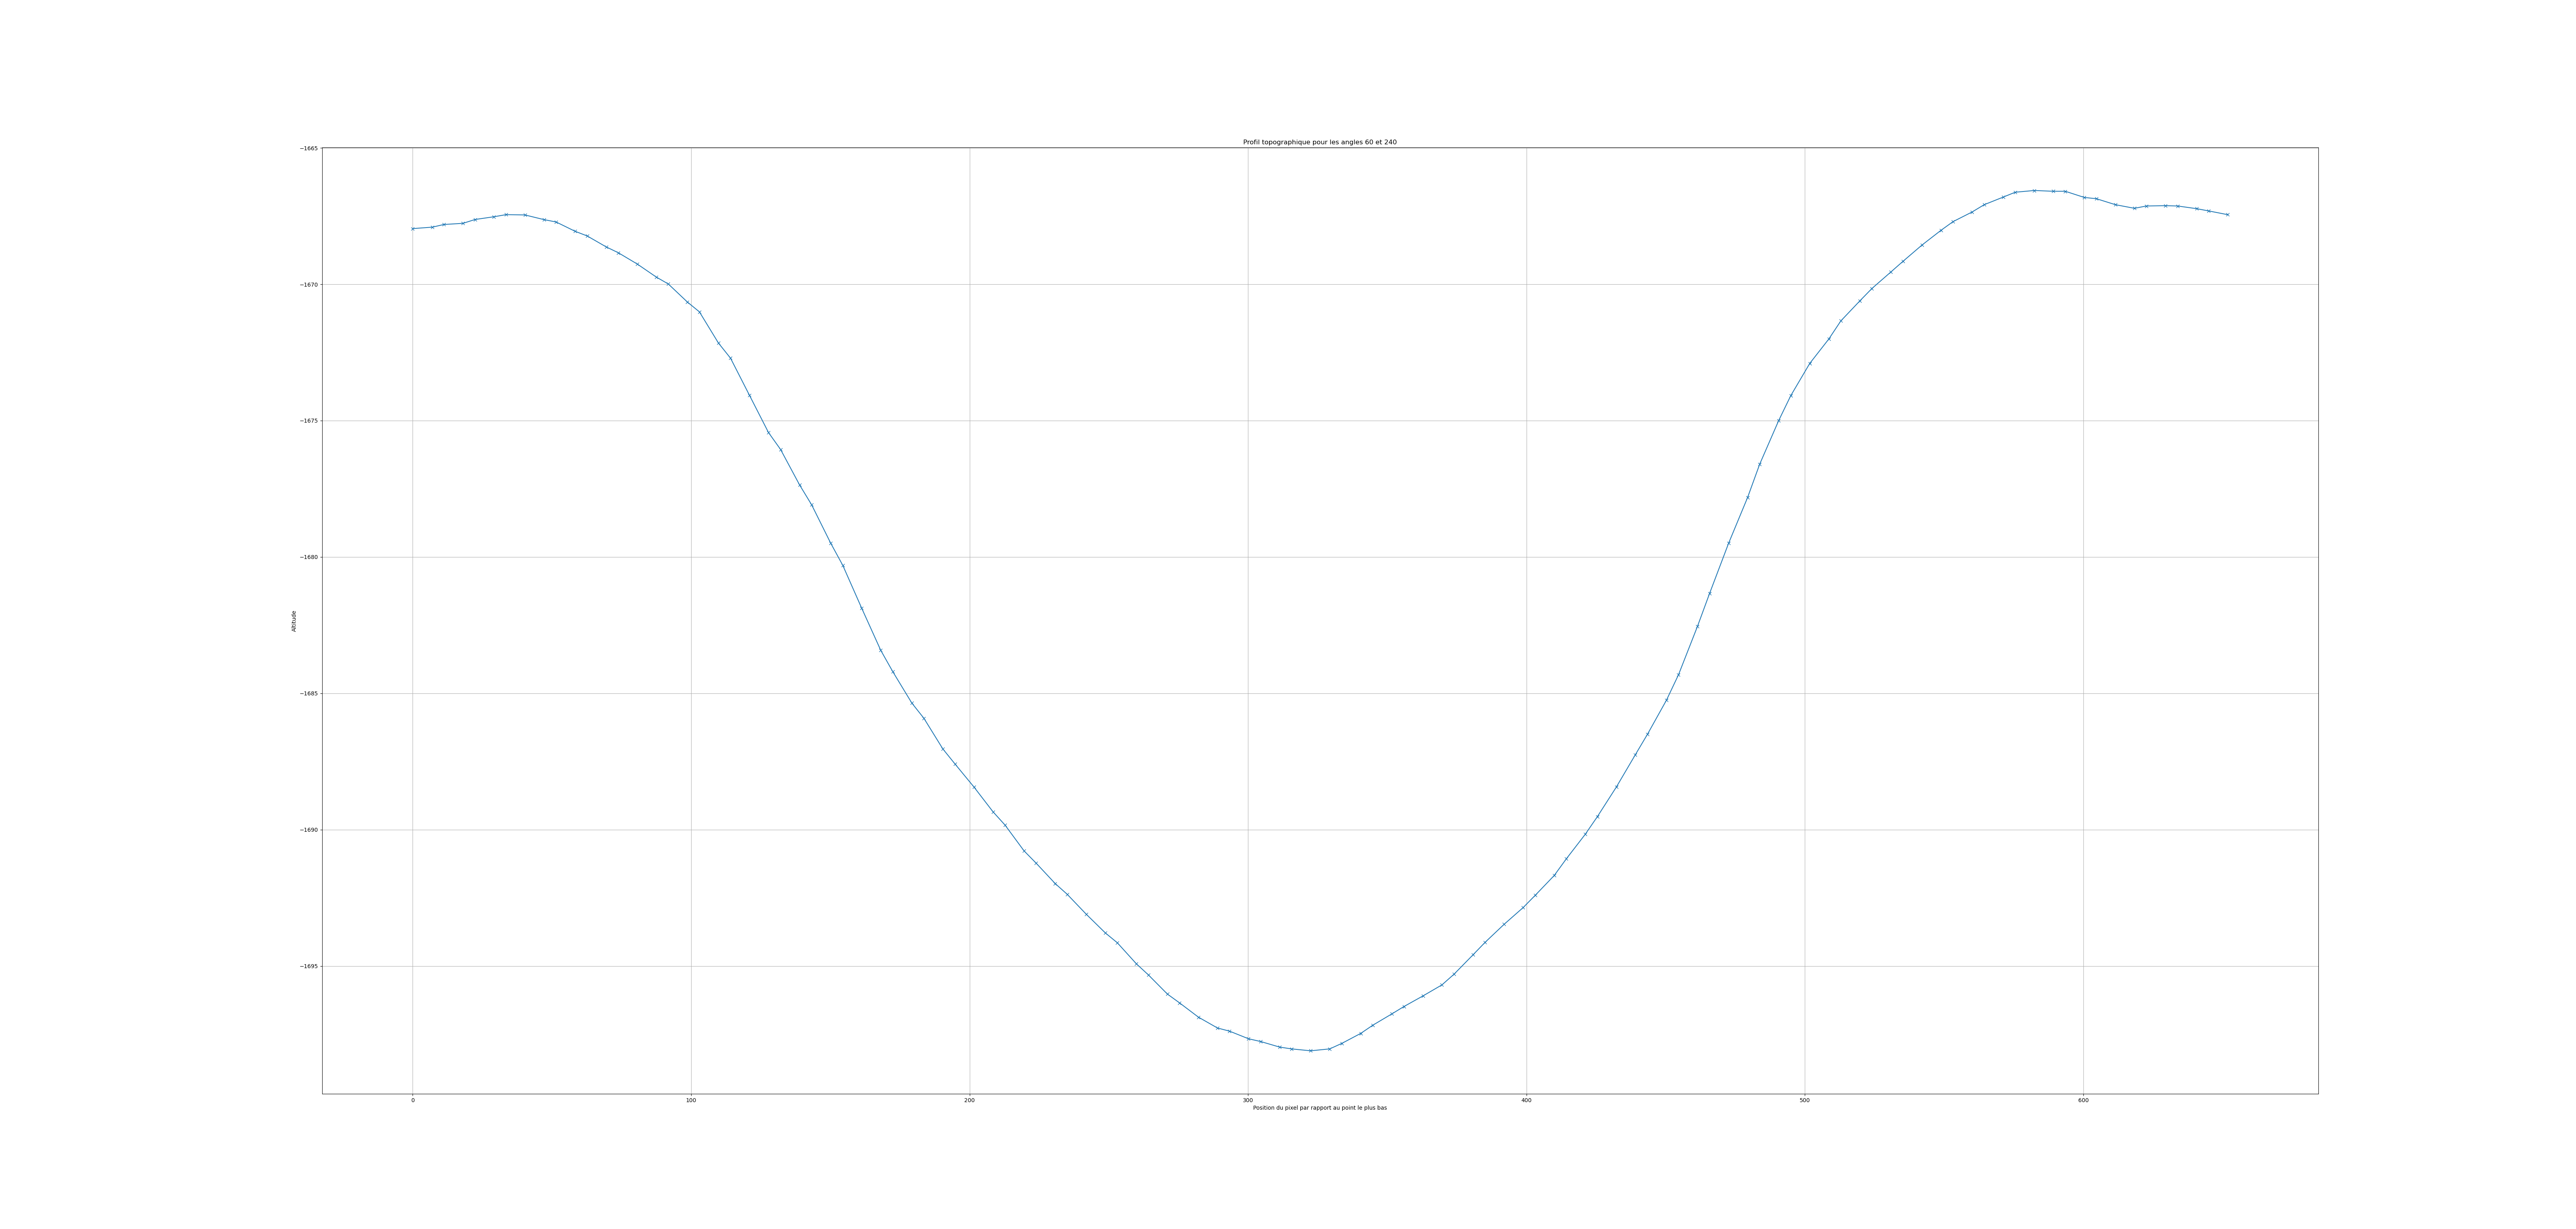 Profil topographique pour les angles 60 et 240
−1665
−1670
−1675
−1680
−1685
−1690
−1695
Altitude
0 100 200 300 400 500 600
Position du pixel par rapport au point le plus bas